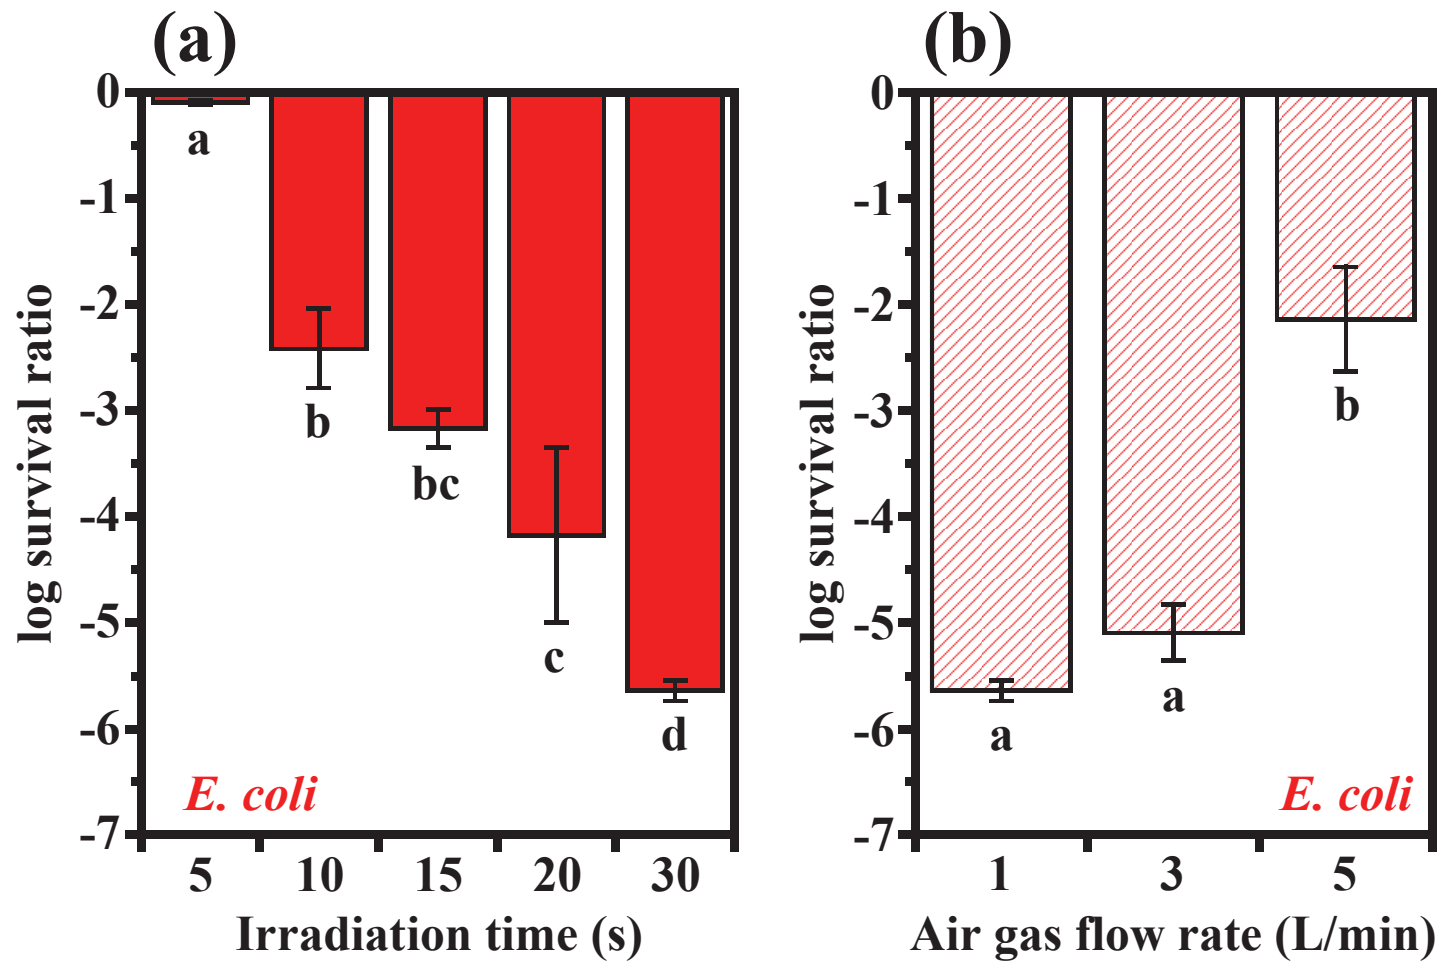 (a)
log survival ratio
0
-1
-2
-3
-4
-5
-6
-7
a
b
bc
c
d
E. coli
5 10 15 20 30
Irradiation time (s)
(b)
log survival ratio
0
-1
-2
-3
-4
-5
-6
-7
a
a
b
E. coli
1 3 5
Air gas flow rate (L/min)